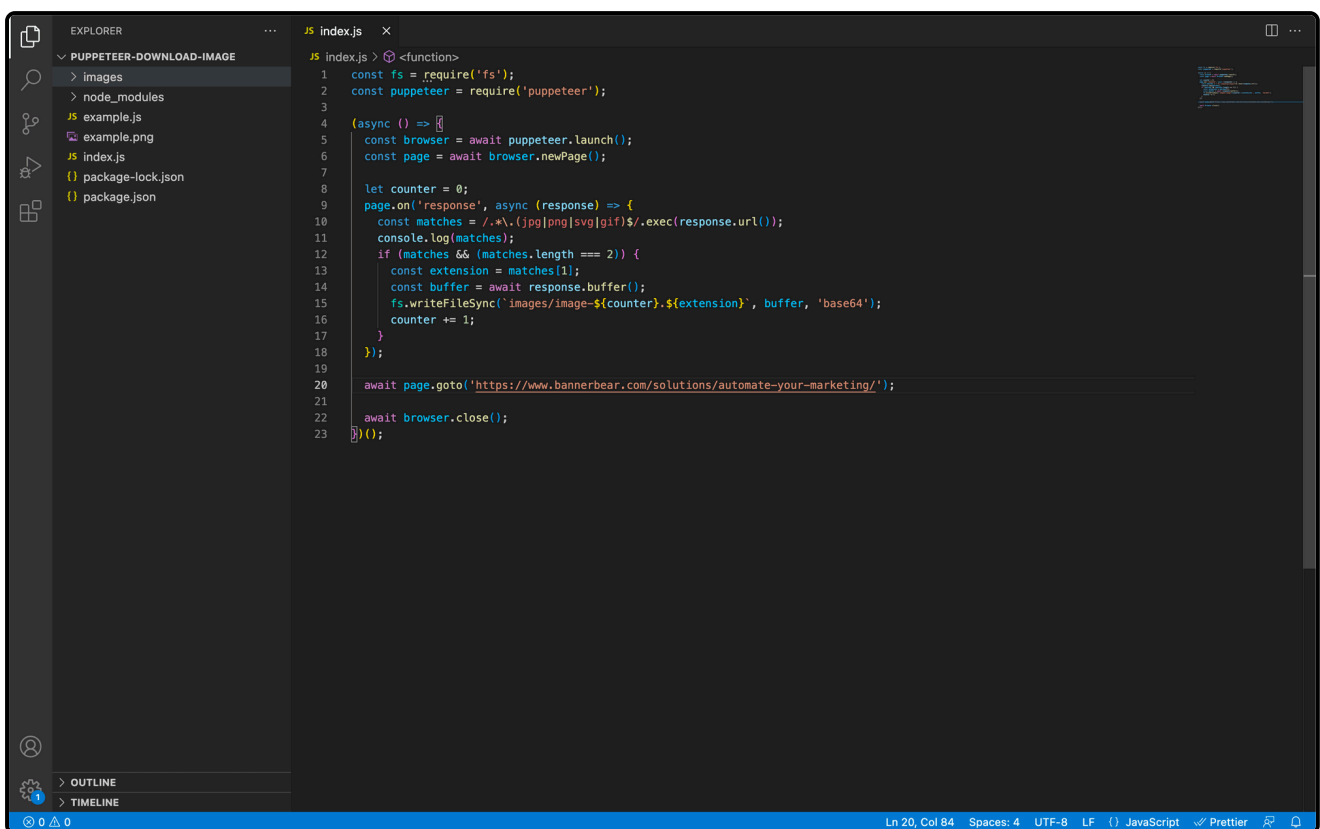 EXPLORER
PUPPETEER-DOWNLOAD-IMAGE
images
node_modules
JS example.js
example.png
JS index.js
{} package-lock.json
{} package.json
OUTLINE
TIMELINE
JS index.js
JS index.js > <function>
1 const fs = require('fs');
2 const puppeteer = require('puppeteer');
3
4 (async () => {
5   const browser = await puppeteer.launch();
6   const page = await browser.newPage();
7
8   let counter = 0;
9   page.on('response', async (response) => {
10     const matches = /.*\.(jpg|png|svg|gif)$/.exec(response.url());
11     console.log(matches);
12     if (matches && (matches.length === 2)) {
13       const extension = matches[1];
14       const buffer = await response.buffer();
15       fs.writeFileSync(`images/image-${counter}.${extension}`, buffer, 'base64');
16       counter += 1;
17     }
18   });
19
20   await page.goto('https://www.bannerbear.com/solutions/automate-your-marketing/');
21
22   await browser.close();
23 })();
1
0 0 Ln 20, Col 84 Spaces: 4 UTF-8 LF {} JavaScript Prettier